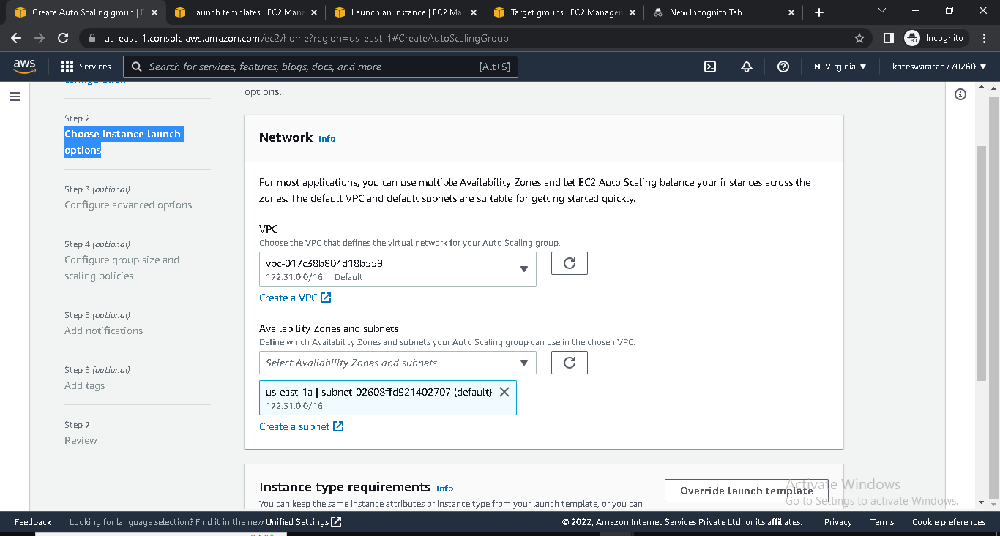 Create Auto Scaling group | E
Launch templates | EC2 Mana
Launch an instance | EC2 Mar
Target groups | EC2 Managen
New Incognito Tab
us-east-1.console.aws.amazon.com/ec2/home?region=us-east-1#CreateAutoScalingGroup:
Incognito
aws
Services
Search for services, features, blogs, docs, and more
[Alt+S]
N. Virginia
koteswararao770260
configuration
Step 2
Choose instance launch
options
Step 3 (optional)
Configure advanced options
Step 4 (optional)
Configure group size and
scaling policies
Step 5 (optional)
Add notifications
Step 6 (optional)
Add tags
Step 7
Review
options.
Network Info
For most applications, you can use multiple Availability Zones and let EC2 Auto Scaling balance your instances across the
zones. The default VPC and default subnets are suitable for getting started quickly.
VPC
Choose the VPC that defines the virtual network for your Auto Scaling group.
vpc-017c38b804d18b559
172.31.0.0/16 Default
Create a VPC
Availability Zones and subnets
Define which Availability Zones and subnets your Auto Scaling group can use in the chosen VPC.
Select Availability Zones and subnets
us-east-1a | subnet-02608ffd921402707 (default)
172.31.0.0/16
Create a subnet
Instance type requirements Info
You can keep the same instance attributes or instance type from your launch template, or you can
Override launch template
Activate Windows
Go to Settings to activate Windows.
Feedback
Looking for language selection? Find it in the new Unified Settings
© 2022, Amazon Internet Services Private Ltd. or its affiliates.
Privacy
Terms
Cookie preferences